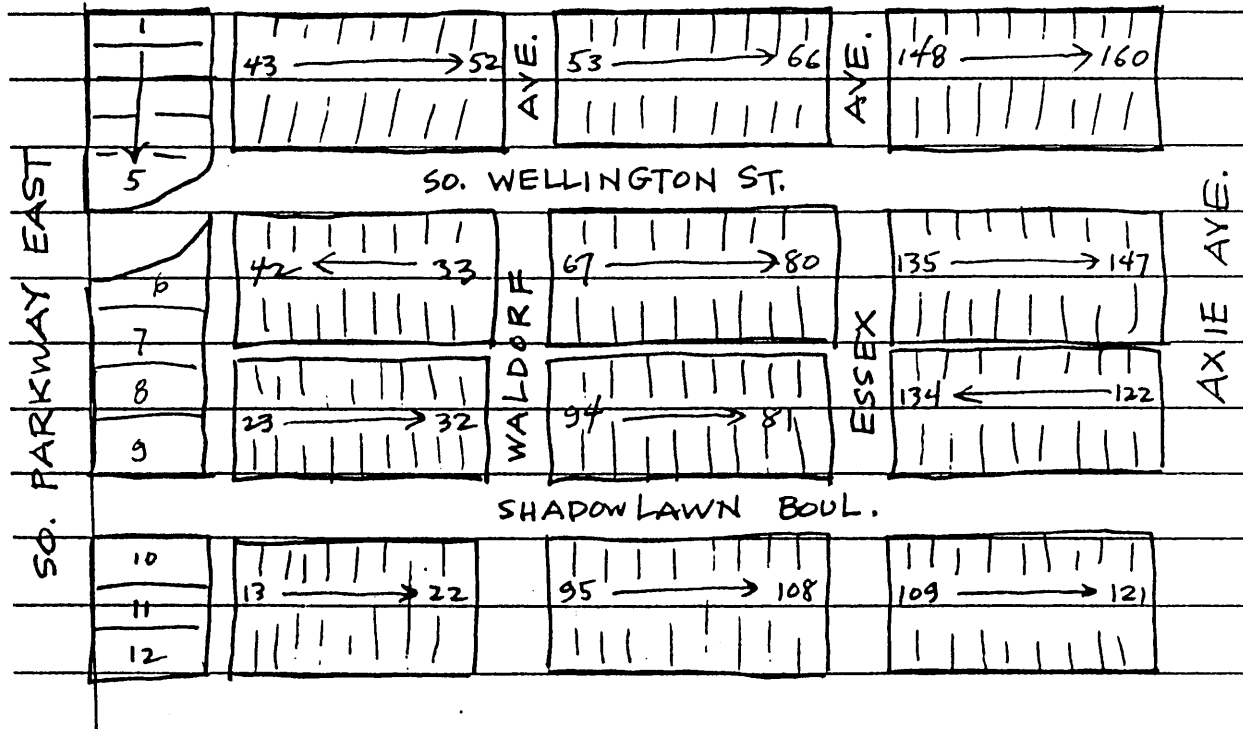 1
43 52
AVE.
53 66
AVE.
148 160
5
SO. WELLINGTON ST.
SO. PARKWAY EAST
6
42 33
WALDORF
67 80
ESSEX
135 147
AXIE AVE.
7
8
9
23 32
94 81
134 122
SHADOWLAWN BOUL.
10
11
12
13 22
95 108
109 121